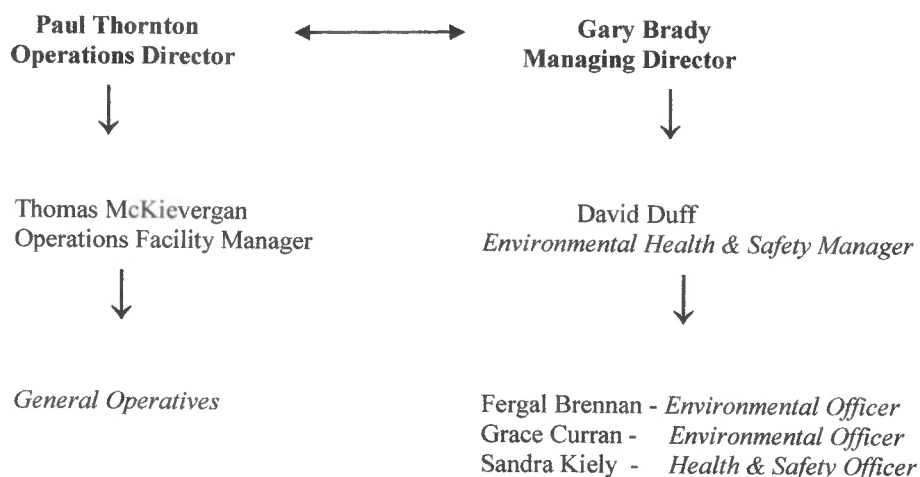 Paul Thornton
Operations Director
Gary Brady
Managing Director
Thomas McKievergan
Operations Facility Manager
David Duff
Environmental Health & Safety Manager
General Operatives
Fergal Brennan - Environmental Officer
Grace Curran - Environmental Officer
Sandra Kiely - Health & Safety Officer